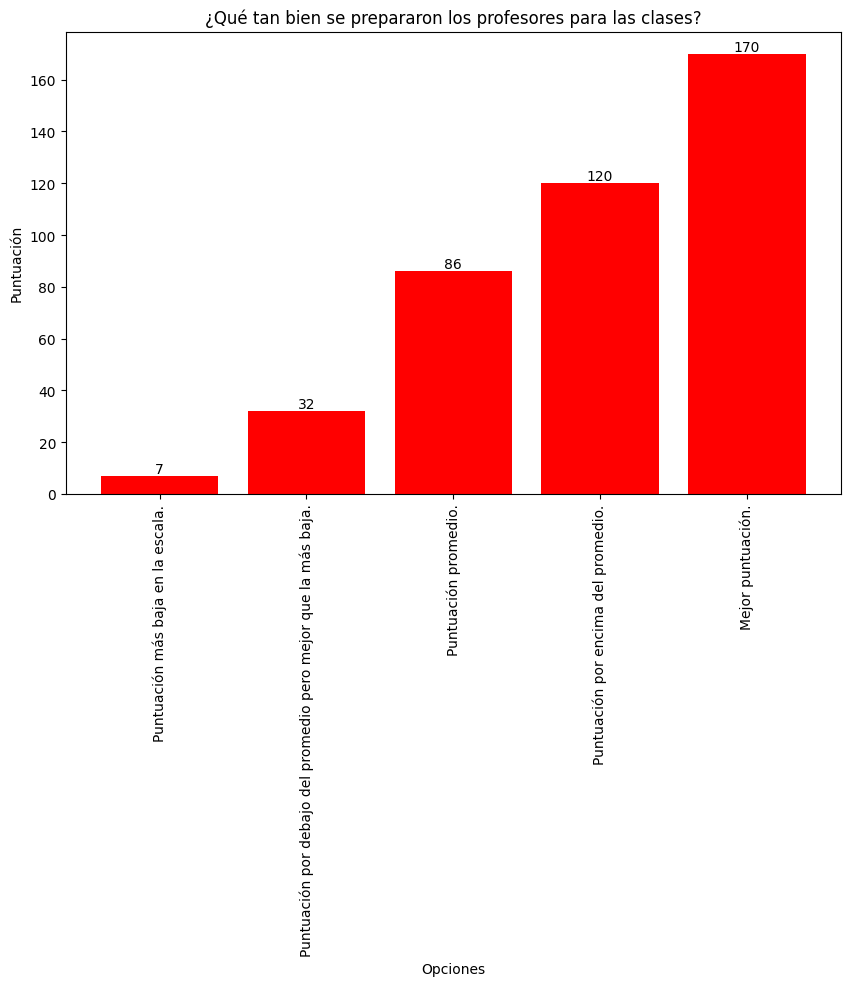 ¿Qué tan bien se prepararon los profesores para las clases?
Puntuación
160
140
120
100
80
60
40
20
0
7
32
86
120
170
Puntuación más baja en la escala.
Puntuación por debajo del promedio pero mejor que la más baja.
Puntuación promedio.
Puntuación por encima del promedio.
Mejor puntuación.
Opciones